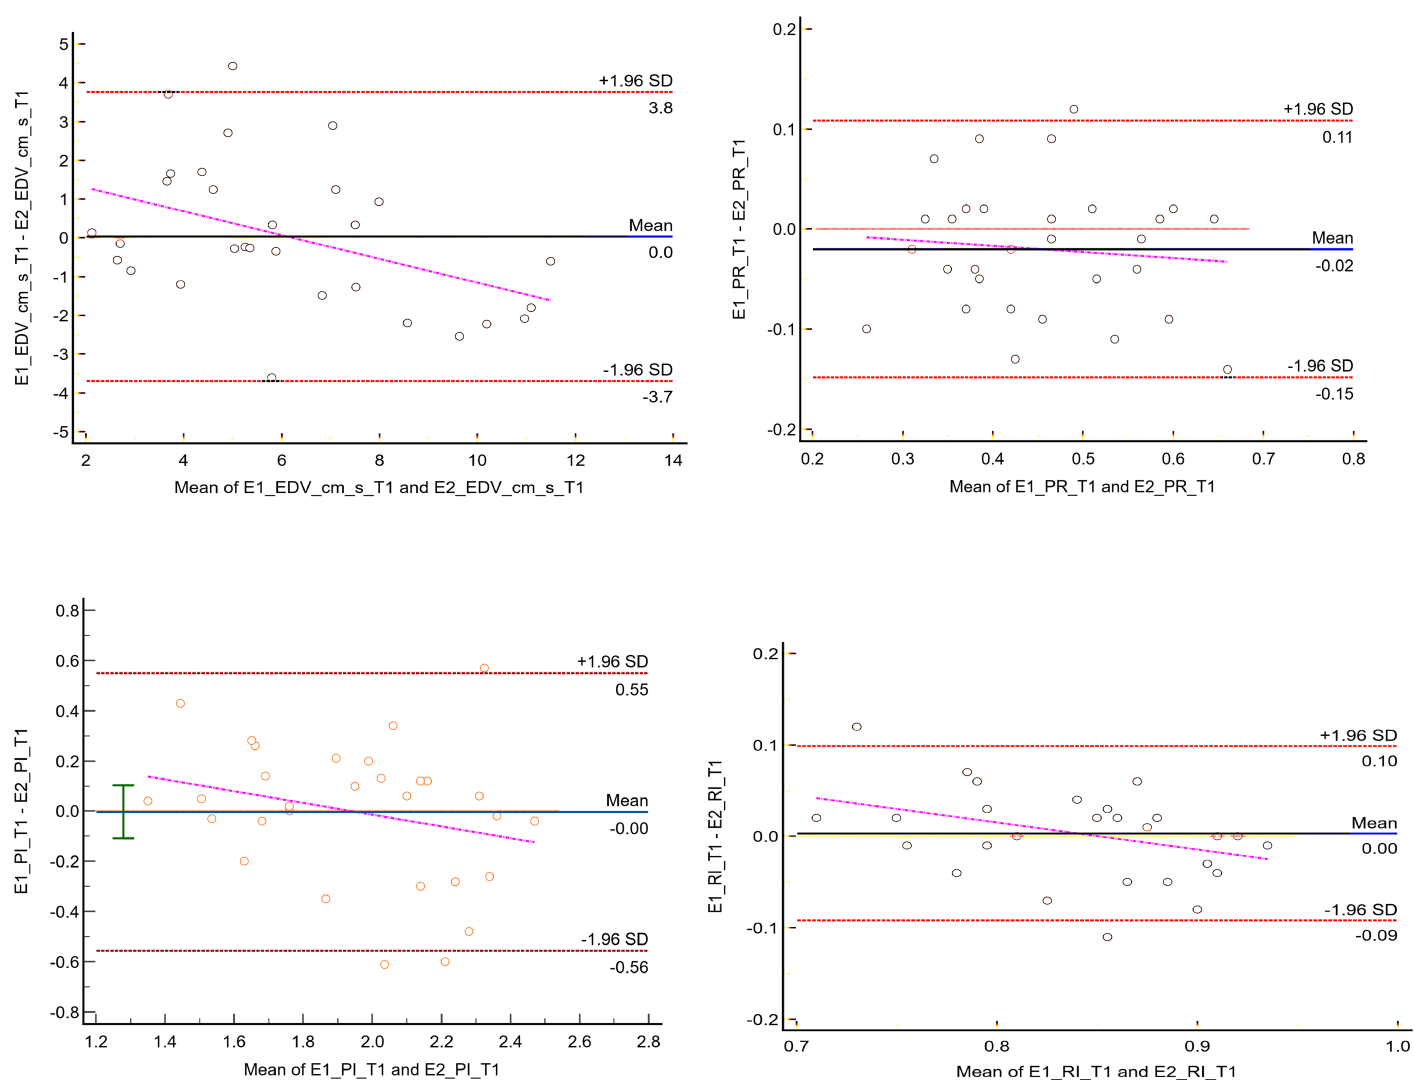 5
4
3
2
1
0
-1
-2
-3
-4
-5
E1_EDV_cm_s_T1 - E2_EDV_cm_s_T1
+1.96 SD
3.8
Mean
0.0
-1.96 SD
-3.7
2 4 6 8 10 12 14
Mean of E1_EDV_cm_s_T1 and E2_EDV_cm_s_T1
0.2
0.1
0.0
-0.1
-0.2
E1_PR_T1 - E2_PR_T1
+1.96 SD
0.11
Mean
-0.02
-1.96 SD
-0.15
0.2 0.3 0.4 0.5 0.6 0.7 0.8
Mean of E1_PR_T1 and E2_PR_T1
0.8
0.6
0.4
0.2
0.0
-0.2
-0.4
-0.6
-0.8
E1_PI_T1 - E2_PI_T1
+1.96 SD
0.55
Mean
-0.00
-1.96 SD
-0.56
1.2 1.4 1.6 1.8 2.0 2.2 2.4 2.6 2.8
Mean of E1_PI_T1 and E2_PI_T1
0.2
0.1
0.0
-0.1
-0.2
E1_RI_T1 - E2_RI_T1
+1.96 SD
0.10
Mean
0.00
-1.96 SD
-0.09
0.7 0.8 0.9 1.0
Mean of E1_RI_T1 and E2_RI_T1